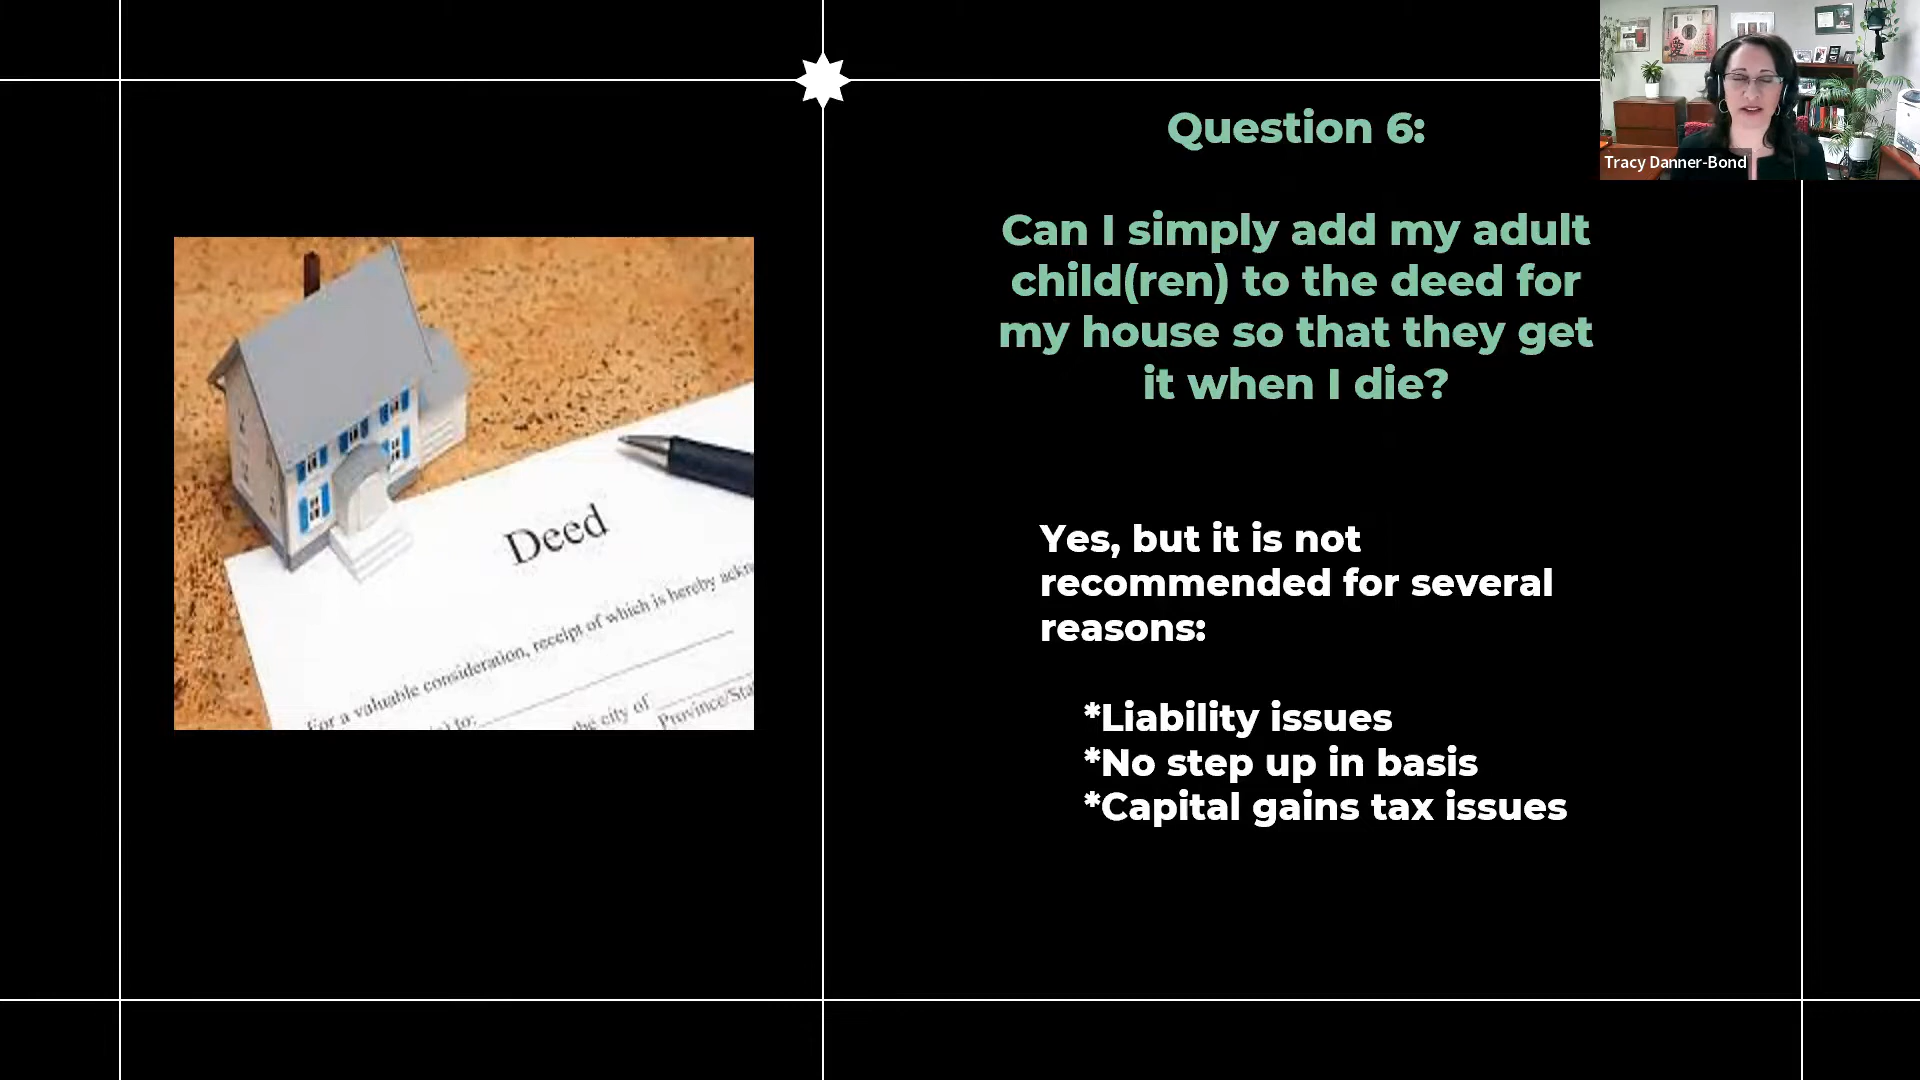 Question 6:
Can I simply add my adult
child(ren) to the deed for
my house so that they get
it when I die?
Yes, but it is not
recommended for several
reasons:
*Liability issues
*No step up in basis
*Capital gains tax issues
Deed
For a valuable consideration, receipt of which is hereby
the city of
Province/
Tracy Danner-Bond